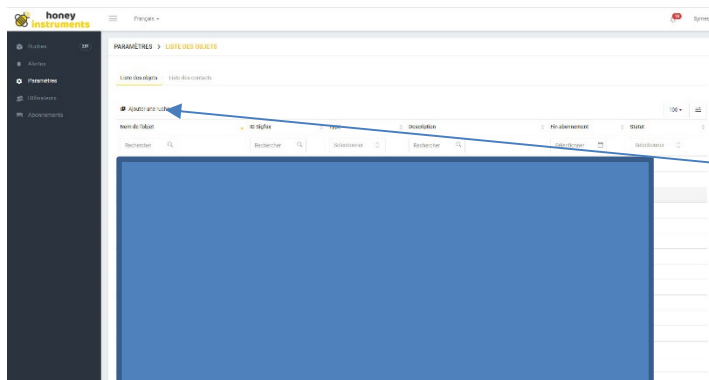 honey
instruments
Français
Ruches
Alertes
Paramètres
Utilisateurs
Abonnements
PARAMÈTRES > LISTE DES OBJETS
Liste des objets
Liste des contacts
Ajouter une ruche
100
Nom de l'objet
ID Sigfox
Type
Description
Fin abonnement
Statut
Rechercher
Rechercher
Sélectionner
Rechercher
Sélectionner
Sélectionner